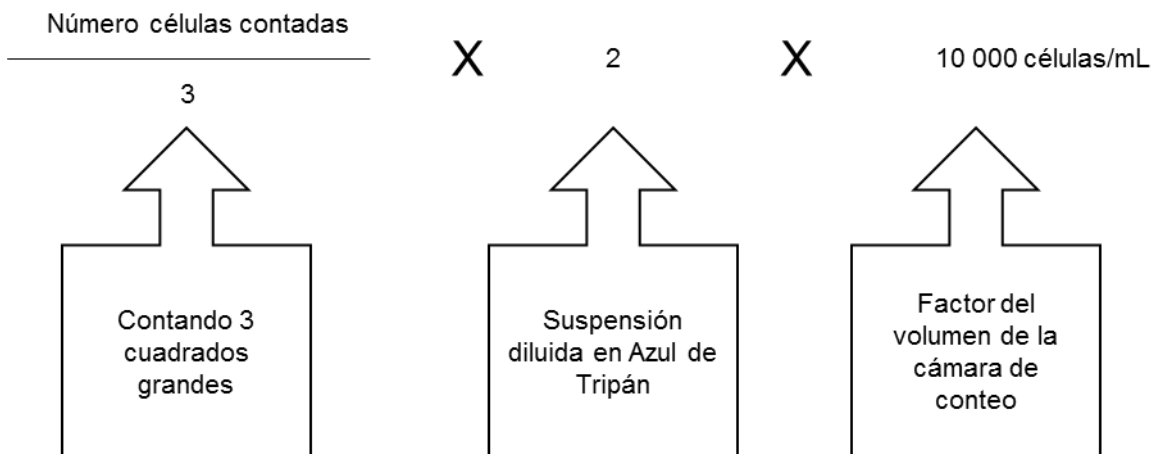 Número células contadas
3
X
2
X
10 000 células/mL
Contando 3
cuadrados
grandes
Suspensión
diluida en Azul de
Tripán
Factor del
volumen de la
cámara de
conteo